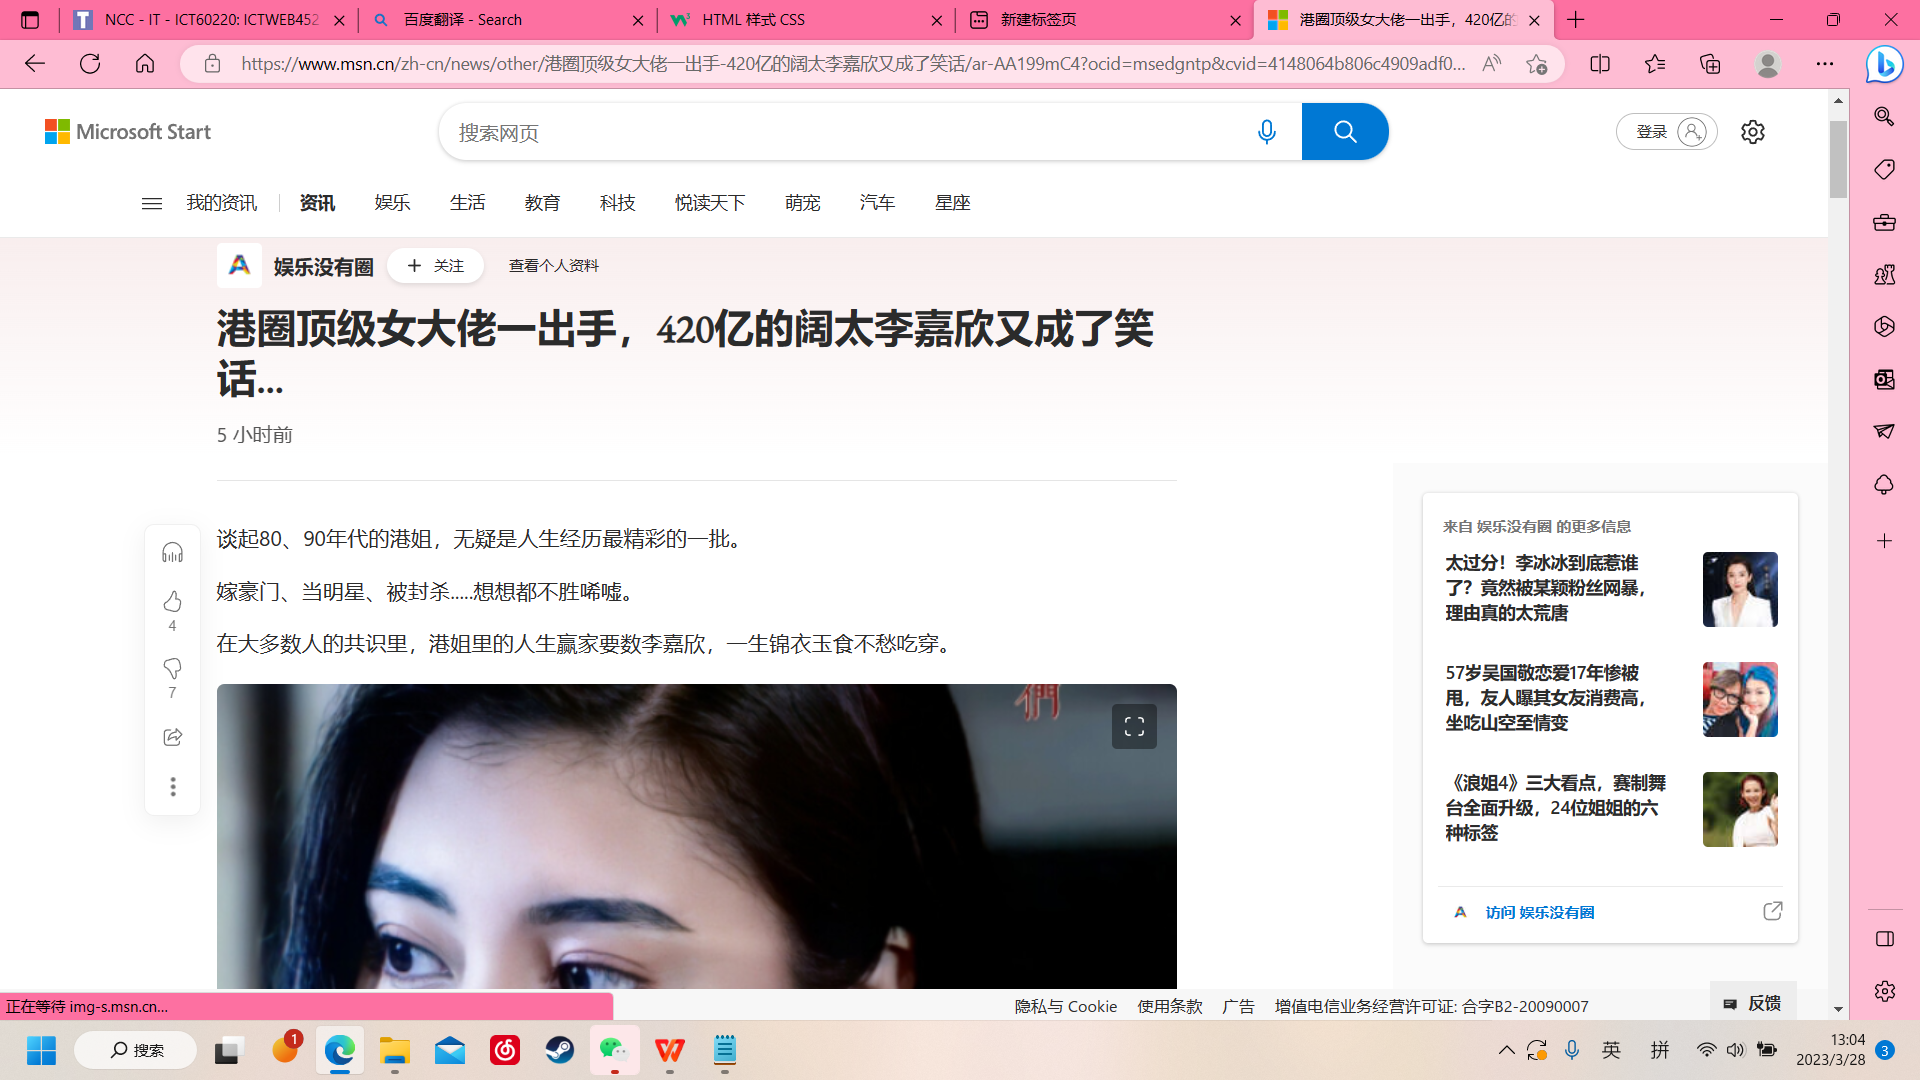 NCC - IT - ICT60220: ICTWEB452
百度翻译 - Search
HTML 样式 CSS
新建标签页
港圈顶级女大佬一出手，420亿的
https://www.msn.cn/zh-cn/news/other/港圈顶级女大佬一出手-420亿的阔太李嘉欣又成了笑话/ar-AA199mC4?ocid=msedgntp&cvid=4148064b806c4909adf0...
Microsoft Start
搜索网页
登录
我的资讯
资讯
娱乐
生活
教育
科技
悦读天下
萌宠
汽车
星座
娱乐没有圈
关注
查看个人资料
港圈顶级女大佬一出手，420亿的阔太李嘉欣又成了笑
话...
5 小时前
谈起80、90年代的港姐，无疑是人生经历最精彩的一批。
嫁豪门、当明星、被封杀.....想想都不胜唏嘘。
在大多数人的共识里，港姐里的人生赢家要数李嘉欣，一生锦衣玉食不愁吃穿。
4
7
們
来自 娱乐没有圈 的更多信息
太过分！李冰冰到底惹谁
了？竟然被某颖粉丝网暴，
理由真的太荒唐
57岁吴国敬恋爱17年惨被
甩，友人曝其女友消费高，
坐吃山空至情变
《浪姐4》三大看点，赛制舞
台全面升级，24位姐姐的六
种标签
访问 娱乐没有圈
正在等待 img-s.msn.cn...
隐私与 Cookie
使用条款
广告
增值电信业务经营许可证: 合字B2-20090007
反馈
搜索
1
英
拼
13:04
2023/3/28
3